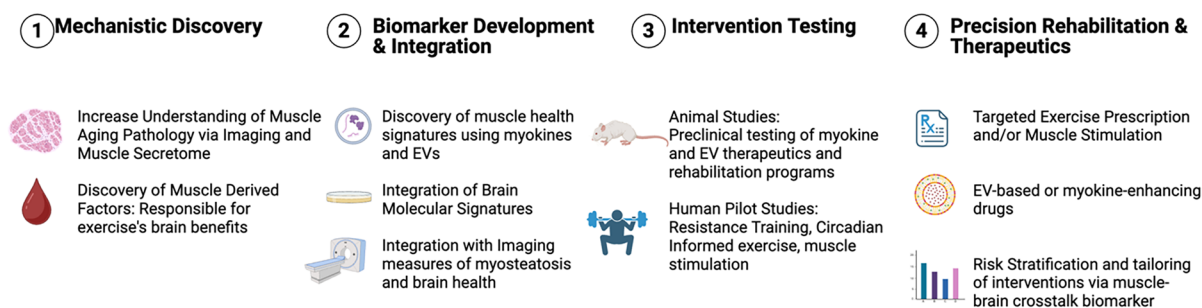 1 Mechanistic Discovery
Increase Understanding of Muscle
Aging Pathology via Imaging and
Muscle Secretome
Discovery of Muscle Derived
Factors: Responsible for
exercise's brain benefits
2 Biomarker Development
& Integration
Discovery of muscle health
signatures using myokines
and EVs
Integration of Brain
Molecular Signatures
Integration with Imaging
measures of myosteatosis
and brain health
3 Intervention Testing
Animal Studies:
Preclinical testing of myokine
and EV therapeutics and
rehabilitation programs
Human Pilot Studies:
Resistance Training, Circadian
Informed exercise, muscle
stimulation
4 Precision Rehabilitation &
Therapeutics
Rx
Targeted Exercise Prescription
and/or Muscle Stimulation
EV-based or myokine-enhancing
drugs
Risk Stratification and tailoring
of interventions via muscle-
brain crosstalk biomarker